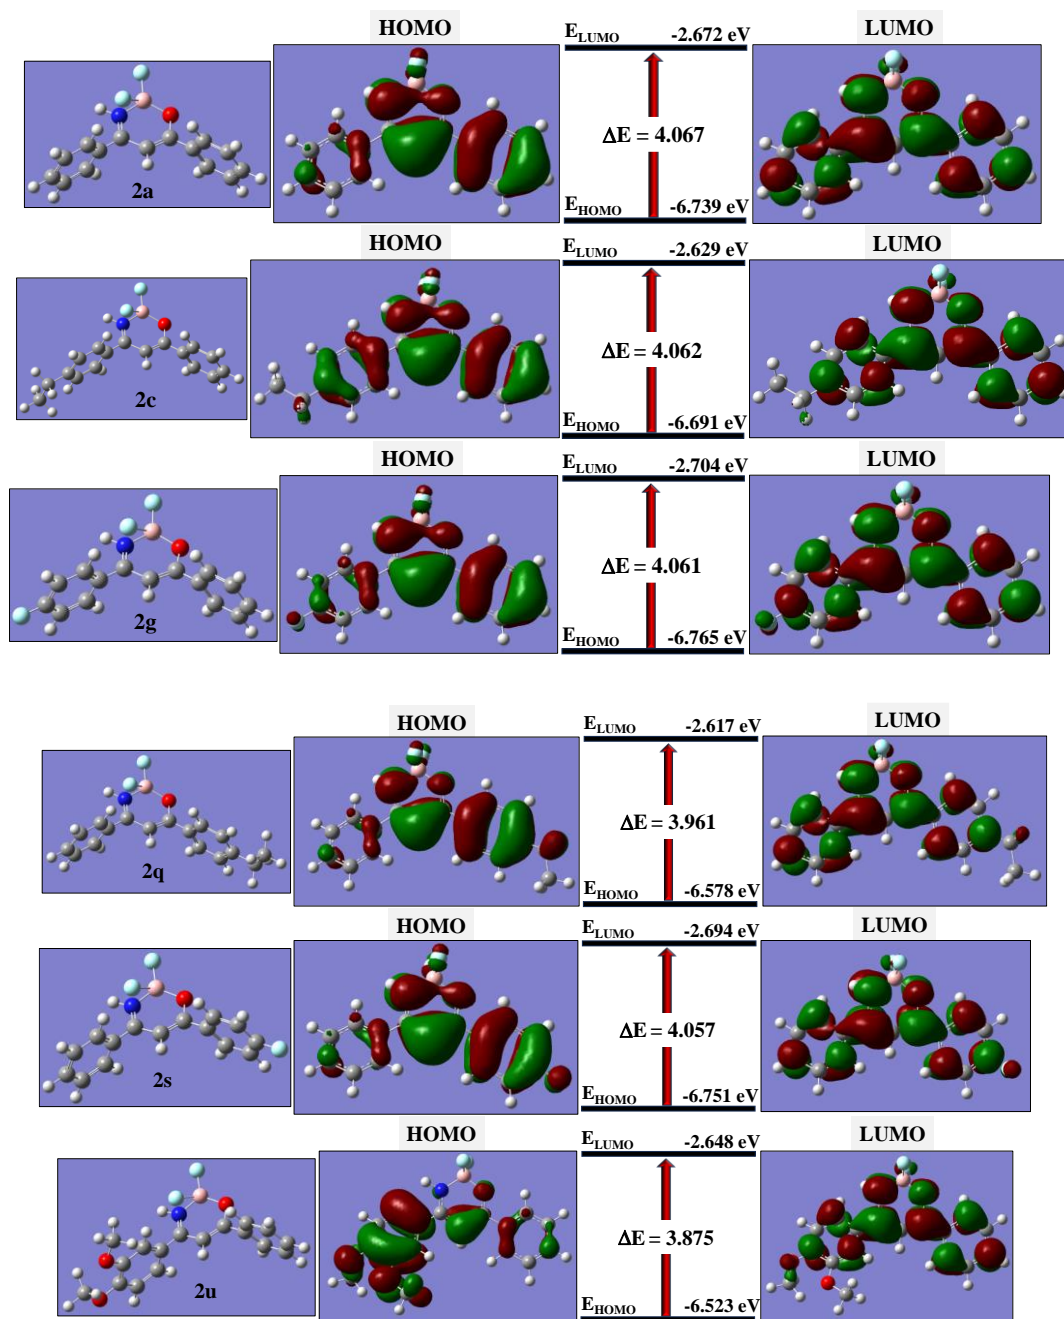 HOMO
E_LUMO -2.672 eV
LUMO
2a
ΔE = 4.067
E_HOMO -6.739 eV
HOMO
E_LUMO -2.629 eV
LUMO
2c
ΔE = 4.062
E_HOMO -6.691 eV
HOMO
E_LUMO -2.704 eV
LUMO
2g
ΔE = 4.061
E_HOMO -6.765 eV
HOMO
E_LUMO -2.617 eV
LUMO
2q
ΔE = 3.961
E_HOMO -6.578 eV
HOMO
E_LUMO -2.694 eV
LUMO
2s
ΔE = 4.057
E_HOMO -6.751 eV
HOMO
E_LUMO -2.648 eV
LUMO
2u
ΔE = 3.875
E_HOMO -6.523 eV